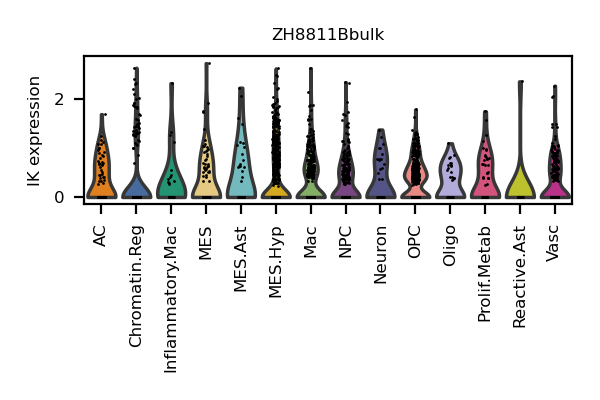 ZH8811Bbulk
IK expression
2
0
AC
Chromatin.Reg
Inflammatory.Mac
MES
MES.Ast
MES.Hyp
Mac
NPC
Neuron
OPC
Oligo
Prolif.Metab
Reactive.Ast
Vasc